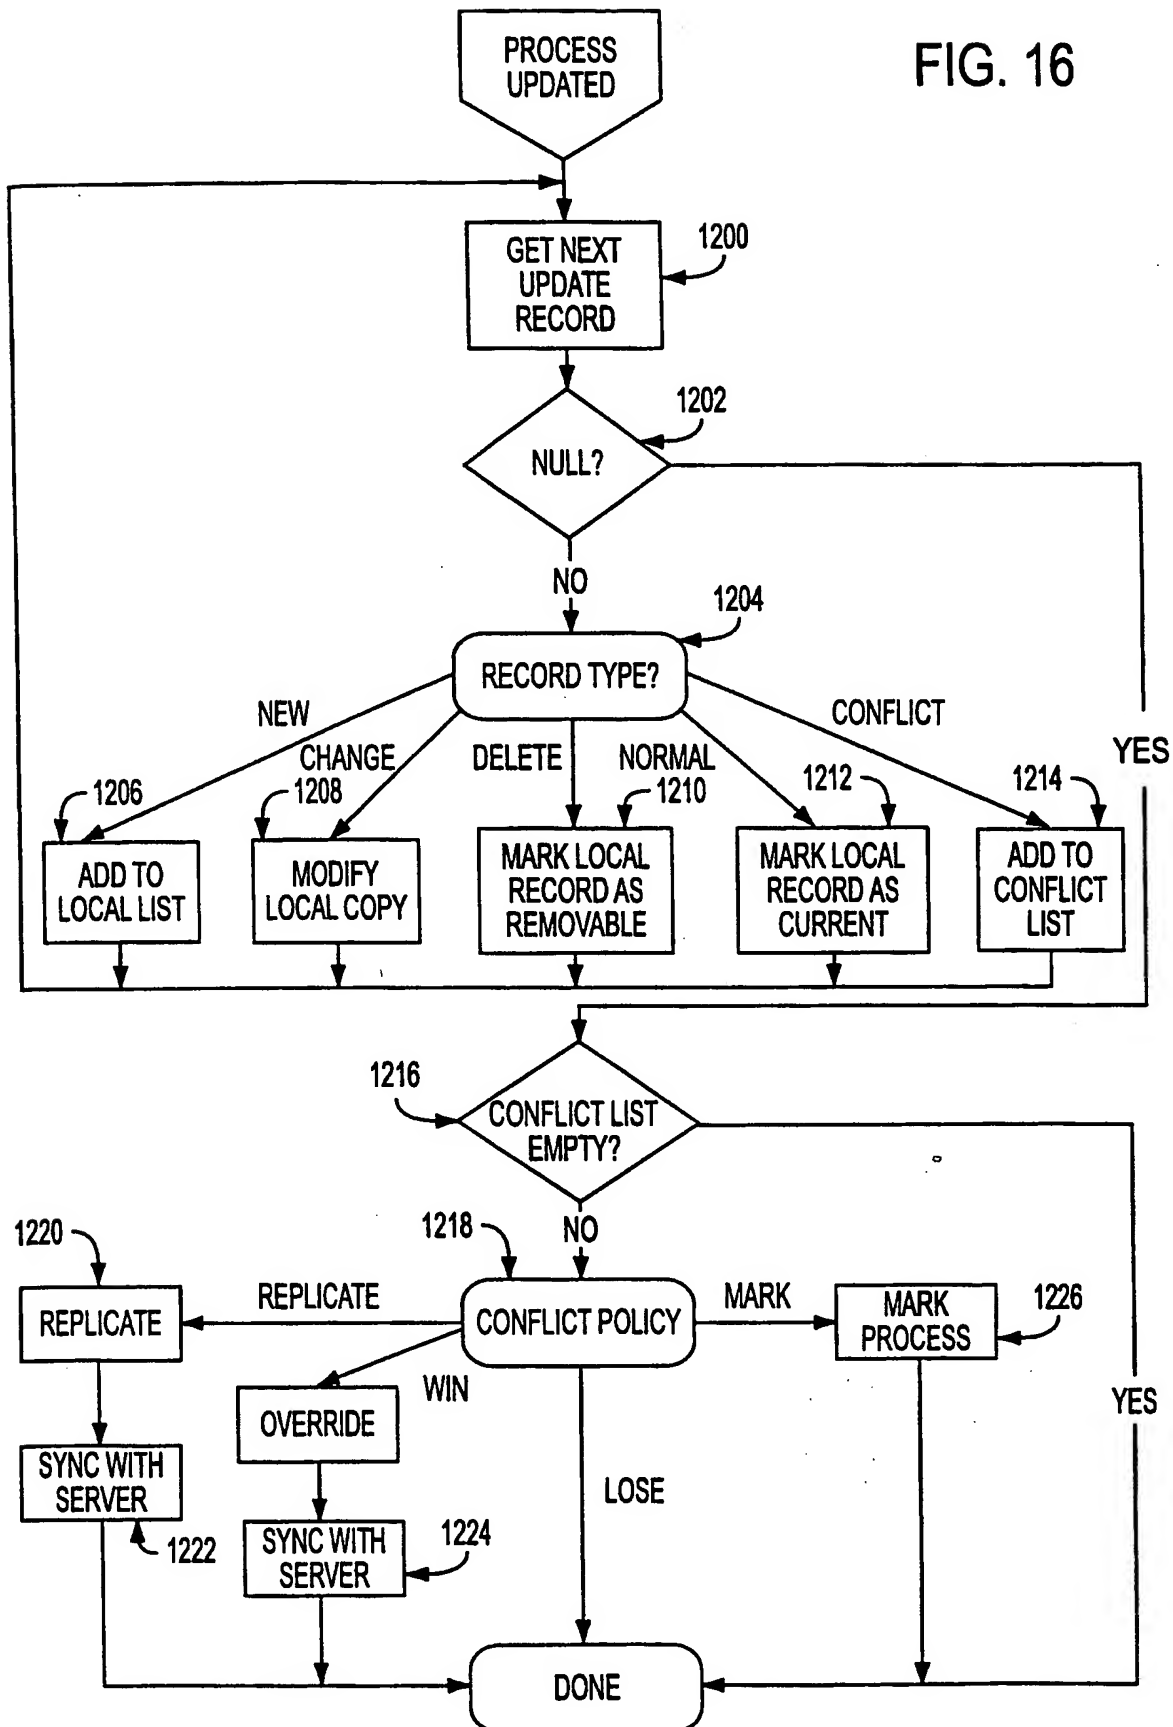 FIG. 16
PROCESS
UPDATED
GET NEXT
UPDATE
RECORD
1200
1202
NULL?
NO
YES
1204
RECORD TYPE?
NEW
CHANGE
DELETE
NORMAL
CONFLICT
1206
1208
1210
1212
1214
ADD TO
LOCAL LIST
MODIFY
LOCAL COPY
MARK LOCAL
RECORD AS
REMOVABLE
MARK LOCAL
RECORD AS
CURRENT
ADD TO
CONFLICT
LIST
1216
CONFLICT LIST
EMPTY?
NO
YES
1218
CONFLICT POLICY
1220
REPLICATE
REPLICATE
MARK
MARK
PROCESS
1226
WIN
OVERRIDE
LOSE
SYNC WITH
SERVER
1222
SYNC WITH
SERVER
1224
DONE